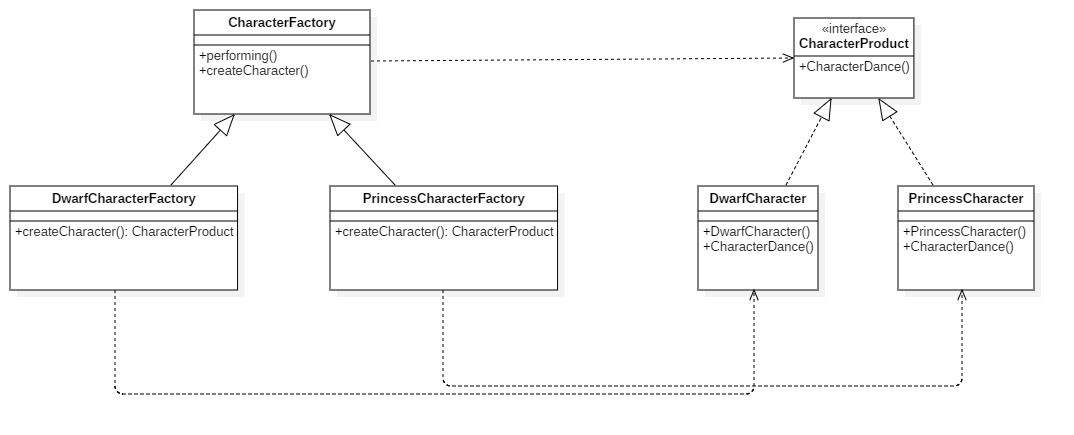 CharacterFactory
+performing()
+createCharacter()
«interface»
CharacterProduct
+CharacterDance()
DwarfCharacterFactory
+createCharacter(): CharacterProduct
PrincessCharacterFactory
+createCharacter(): CharacterProduct
DwarfCharacter
+DwarfCharacter()
+CharacterDance()
PrincessCharacter
+PrincessCharacter()
+CharacterDance()